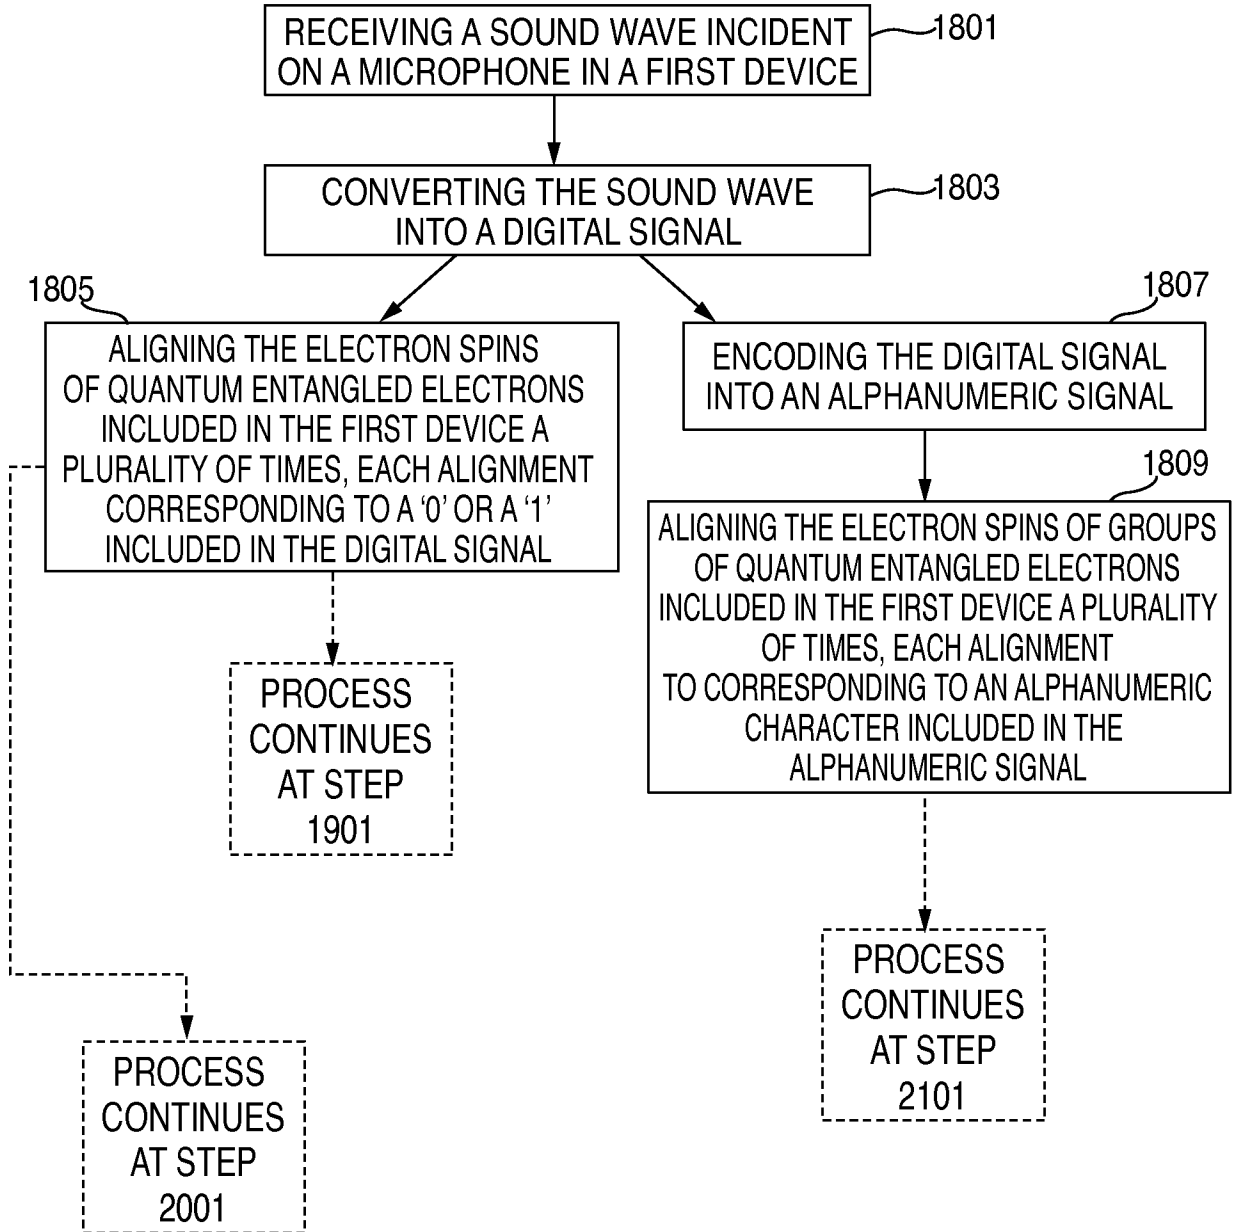 RECEIVING A SOUND WAVE INCIDENT
ON A MICROPHONE IN A FIRST DEVICE
1801
CONVERTING THE SOUND WAVE
INTO A DIGITAL SIGNAL
1803
1805
ALIGNING THE ELECTRON SPINS
OF QUANTUM ENTANGLED ELECTRONS
INCLUDED IN THE FIRST DEVICE A
PLURALITY OF TIMES, EACH ALIGNMENT
CORRESPONDING TO A ‘0’ OR A ‘1’
INCLUDED IN THE DIGITAL SIGNAL
1807
ENCODING THE DIGITAL SIGNAL
INTO AN ALPHANUMERIC SIGNAL
1809
ALIGNING THE ELECTRON SPINS OF GROUPS
OF QUANTUM ENTANGLED ELECTRONS
INCLUDED IN THE FIRST DEVICE A PLURALITY
OF TIMES, EACH ALIGNMENT
TO CORRESPONDING TO AN ALPHANUMERIC
CHARACTER INCLUDED IN THE
ALPHANUMERIC SIGNAL
PROCESS
CONTINUES
AT STEP
1901
PROCESS
CONTINUES
AT STEP
2101
PROCESS
CONTINUES
AT STEP
2001